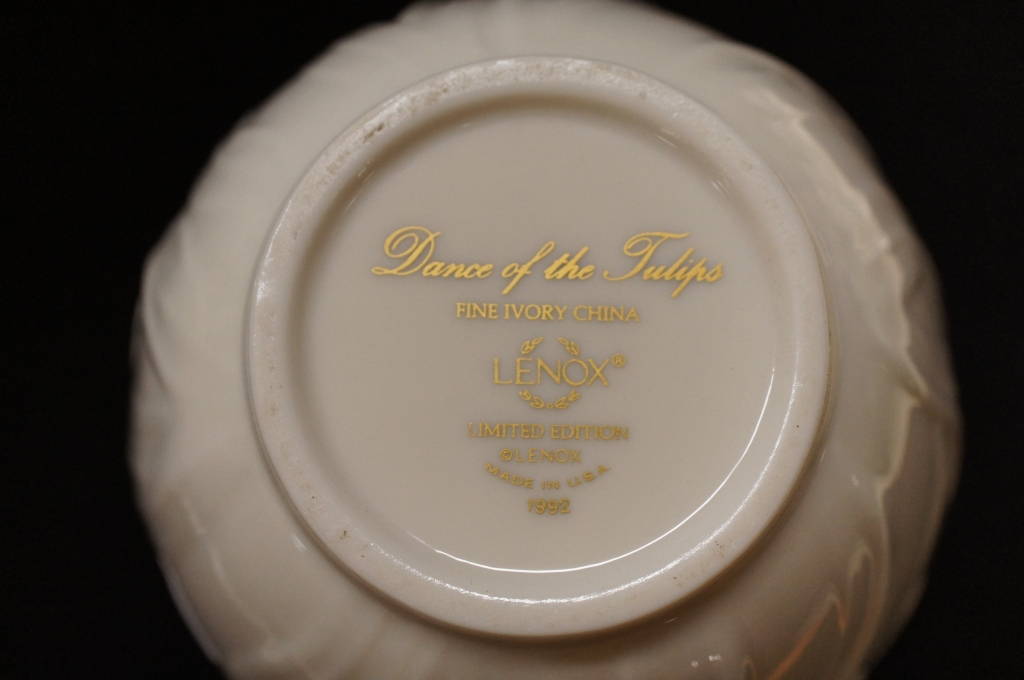 Dance of the Tulips
FINE IVORY CHINA
LENOX®
LIMITED EDITION
©LENOX
MADE IN U.S.A.
1992